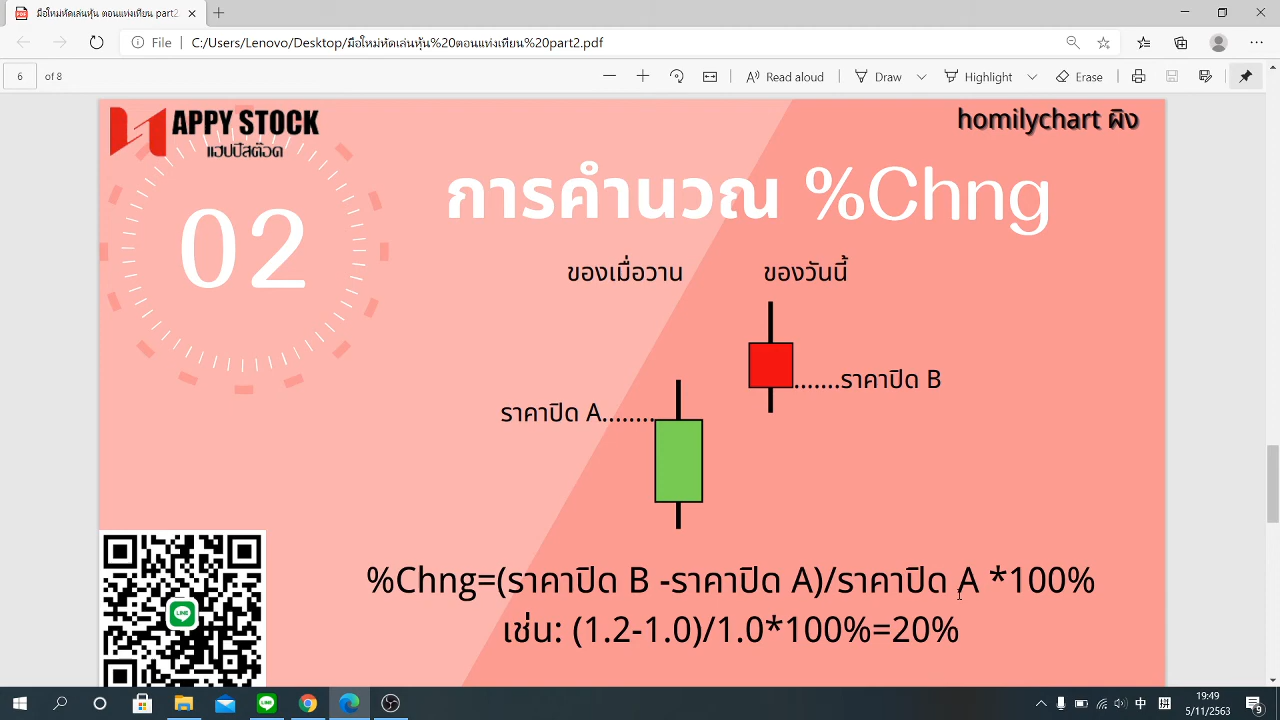 มือใหม่หัดเล่นหุ้น ตอนแท่งเทียน part2
File
C:/Users/Lenovo/Desktop/มือใหม่หัดเล่นหุ้น%20ตอนแท่งเทียน%20part2.pdf
6
of 8
Read aloud
Draw
Highlight
Erase
APPY STOCK
แฮปปี้สต๊อค
homilychart ผิง
การคำนวณ %Chng
02
ของเมื่อวาน
ของวันนี้
.......ราคาปิด B
ราคาปิด A........
%Chng=(ราคาปิด B -ราคาปิด A)/ราคาปิด A *100%
เช่น: (1.2-1.0)/1.0*100%=20%
LINE
中
拼
19:49
5/11/2563